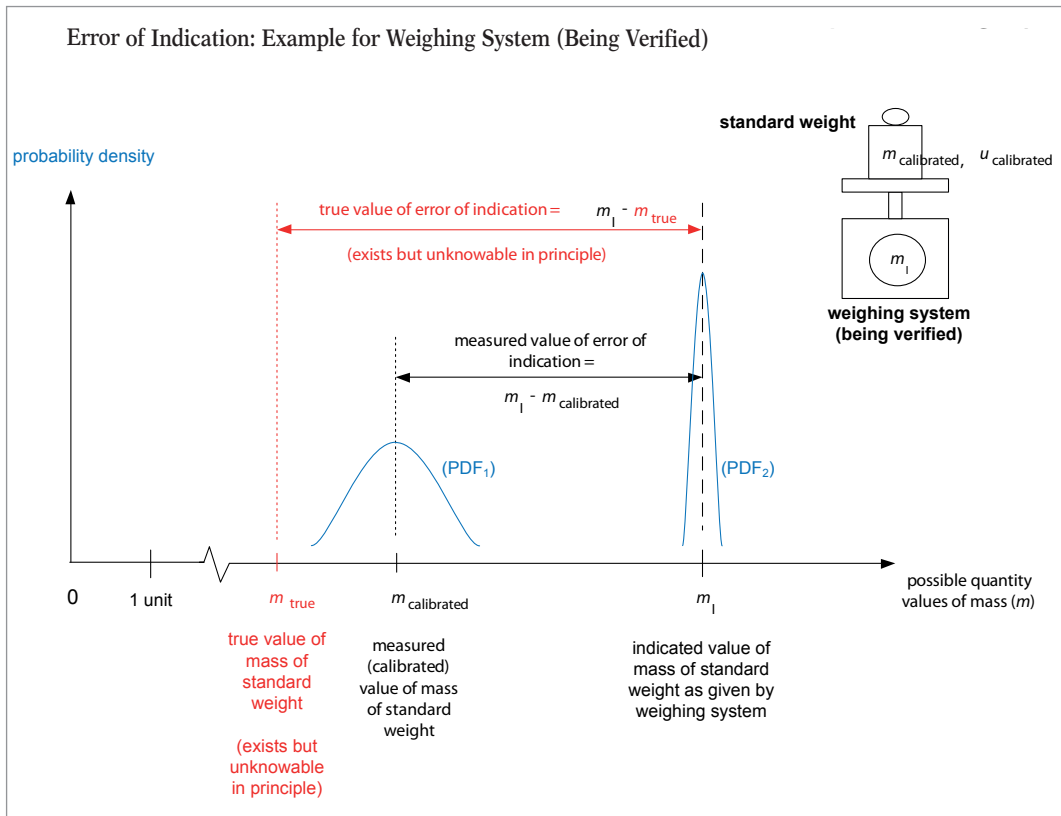 Error of Indication: Example for Weighing System (Being Verified)
standard weight
m calibrated, u calibrated
probability density
true value of error of indication = m I - m true
(exists but unknowable in principle)
m I
weighing system
(being verified)
measured value of error of
indication =
m I - m calibrated
(PDF1)
(PDF2)
0
1 unit
m true
m calibrated
m I
possible quantity
values of mass (m)
true value of
mass of
standard
weight
(exists but
unknowable
in principle)
measured
(calibrated)
value of mass
of standard
weight
indicated value of
mass of standard
weight as given by
weighing system